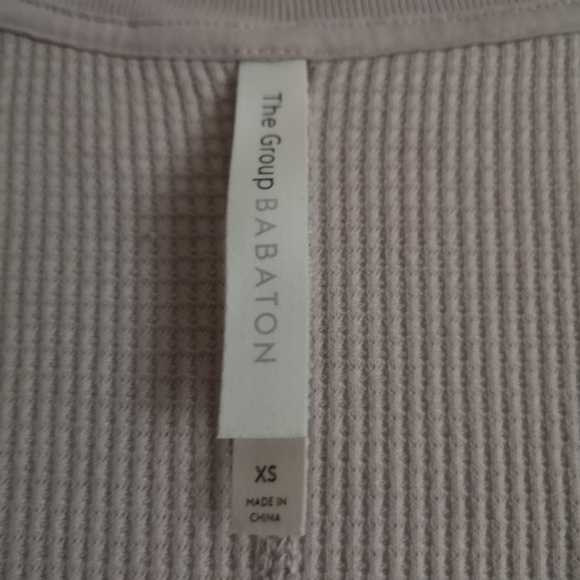 The Group BABATON
XS
MADE IN
CHINA